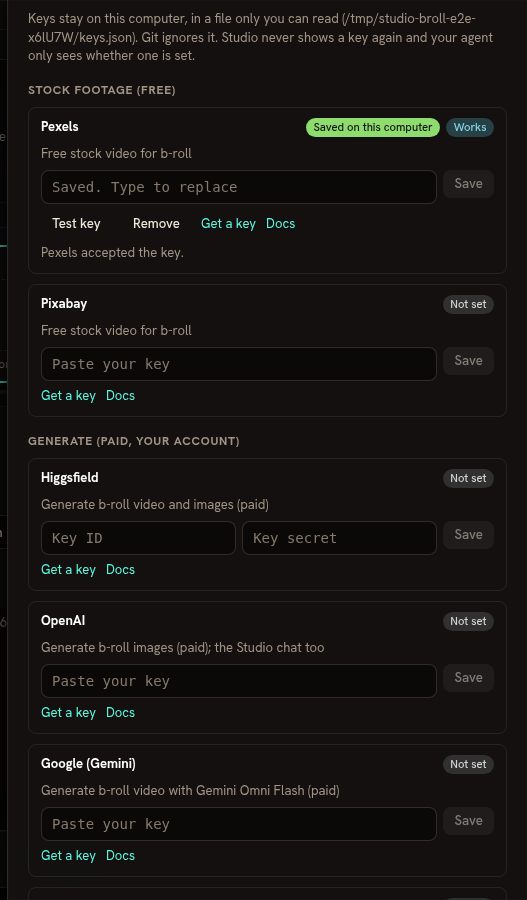 Keys stay on this computer, in a file only you can read (/tmp/studio-broll-e2e-
x6lU7W/keys.json). Git ignores it. Studio never shows a key again and your agent
only sees whether one is set.
STOCK FOOTAGE (FREE)
Pexels Saved on this computer Works
Free stock video for b-roll
Saved. Type to replace Save
Test key Remove Get a key Docs
Pexels accepted the key.
Pixabay Not set
Free stock video for b-roll
Paste your key Save
Get a key Docs
GENERATE (PAID, YOUR ACCOUNT)
Higgsfield Not set
Generate b-roll video and images (paid)
Key ID Key secret Save
Get a key Docs
OpenAI Not set
Generate b-roll images (paid); the Studio chat too
Paste your key Save
Get a key Docs
Google (Gemini) Not set
Generate b-roll video with Gemini Omni Flash (paid)
Paste your key Save
Get a key Docs